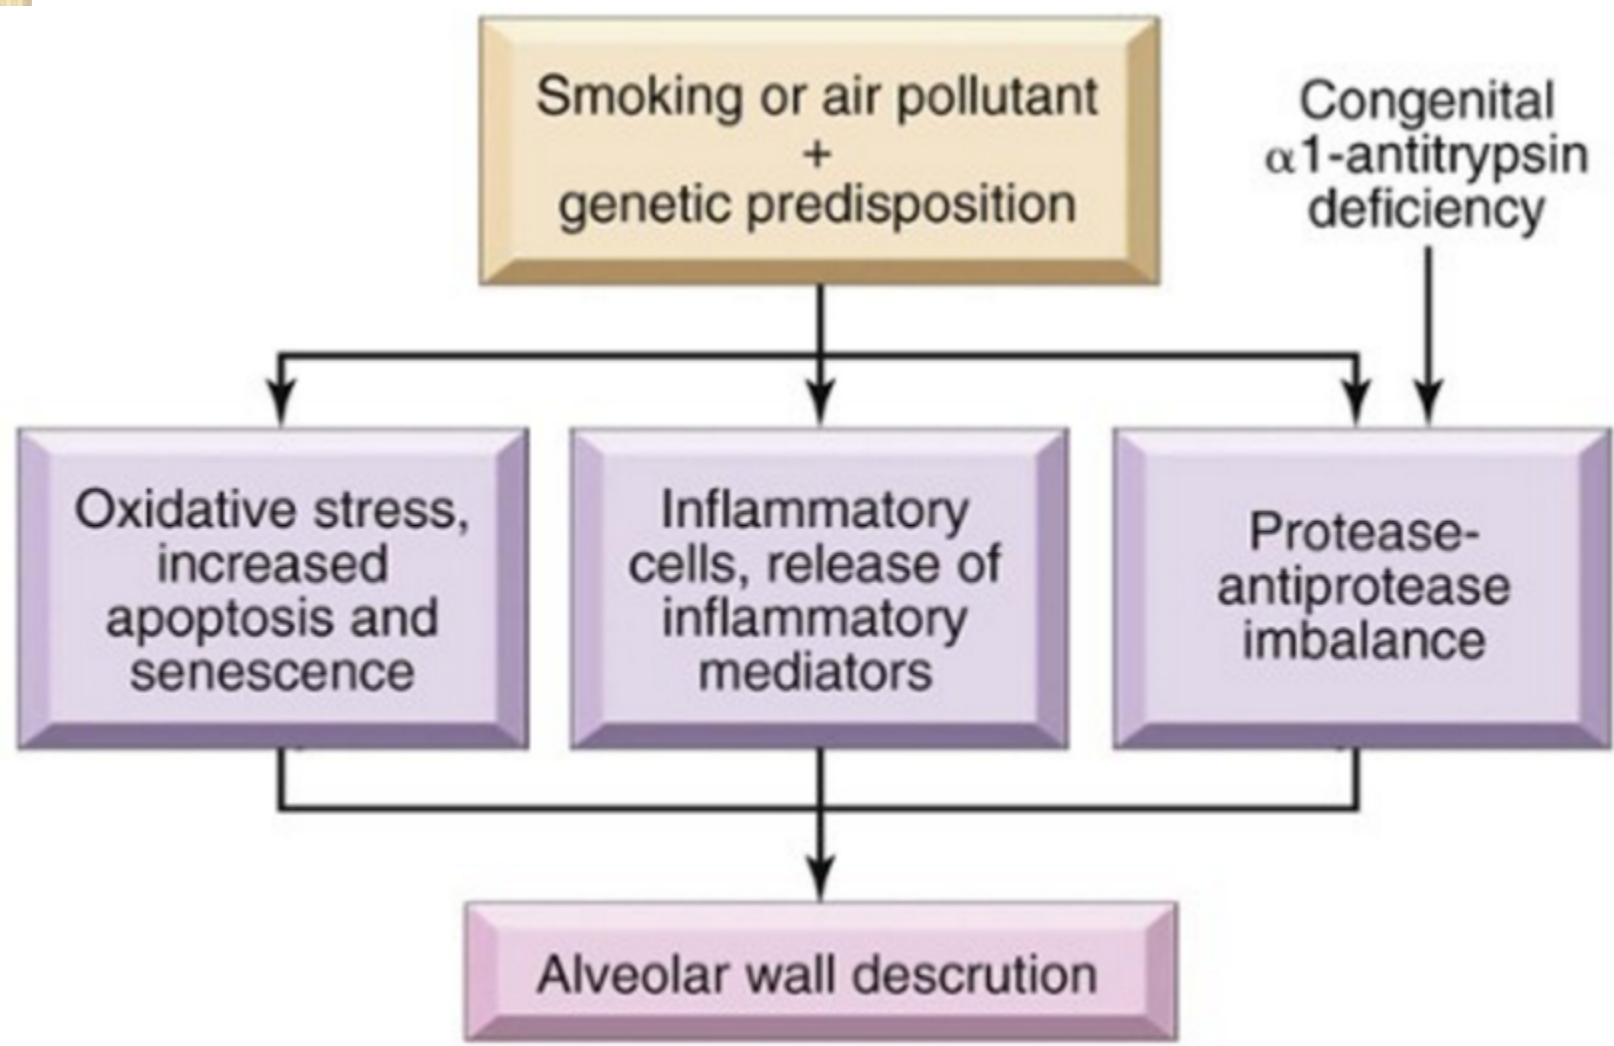 Smoking or air pollutant
+
genetic predisposition
Congenital
α1-antitrypsin
deficiency
Oxidative stress,
increased
apoptosis and
senescence
Inflammatory
cells, release of
inflammatory
mediators
Protease-
antiprotease
imbalance
Alveolar wall descrution